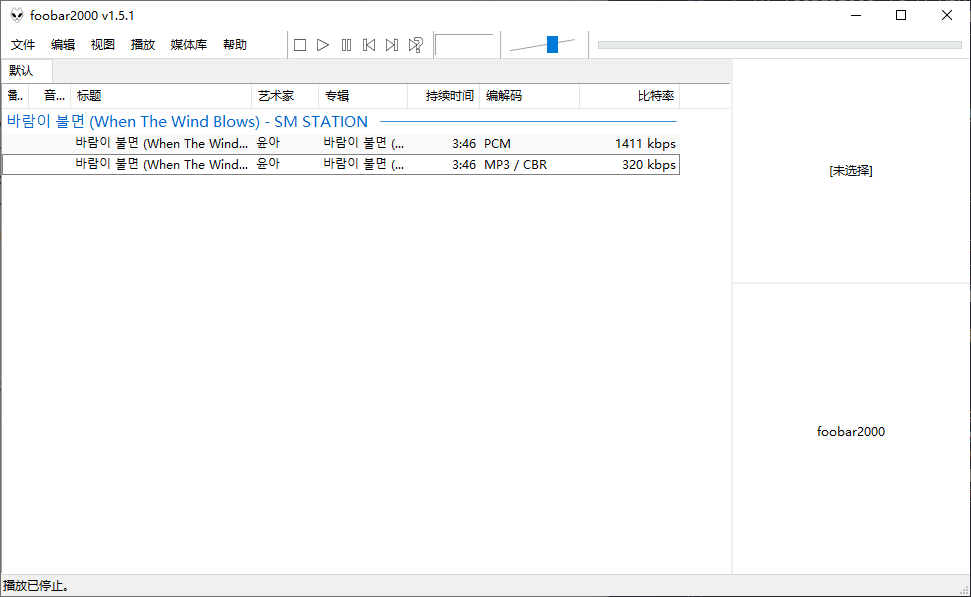 foobar2000 v1.5.1
文件 编辑 视图 播放 媒体库 帮助
默认
番.. 音... 标题 艺术家 专辑 持续时间 编解码 比特率
바람이 불면 (When The Wind Blows) - SM STATION
바람이 불면 (When The Wind... 윤아 바람이 불면 (... 3:46 PCM 1411 kbps
바람이 불면 (When The Wind... 윤아 바람이 불면 (... 3:46 MP3 / CBR 320 kbps
[未选择]
foobar2000
播放已停止。